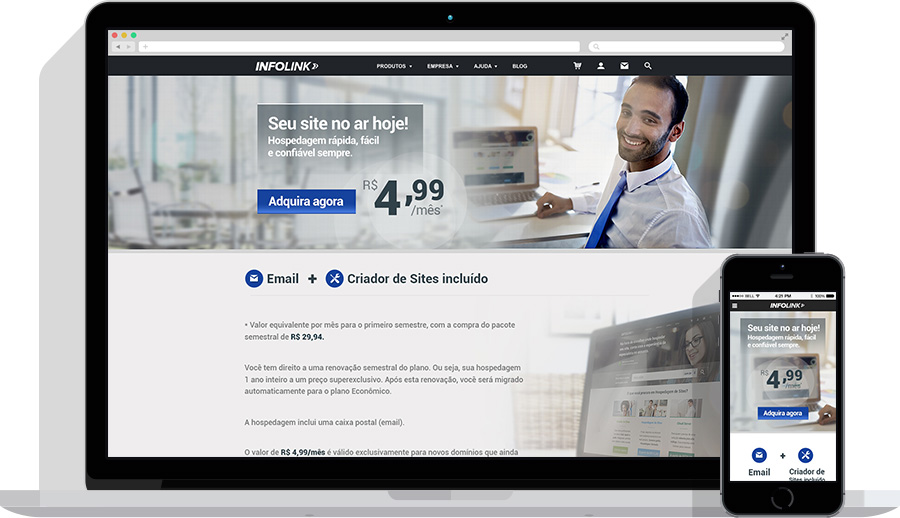 INFOLINK
PRODUTOS EMPRESA AJUDA BLOG
Seu site no ar hoje!
Hospedagem rápida, fácil
e confiável sempre.
Adquira agora
R$ 4,99
/mês*
Email + Criador de Sites incluído
• Valor equivalente por mês para o primeiro semestre, com a compra do pacote
semestral de R$ 29,94.
Você tem direito a uma renovação semestral do plano. Ou seja, sua hospedagem
1 ano inteiro a um preço superexclusivo. Após esta renovação, você será migrado
automaticamente para o plano Econômico.
A hospedagem inclui uma caixa postal (email).
O valor de R$ 4,99/mês é válido exclusivamente para novos domínios que ainda
BELL 4:21 PM 100%
INFOLINK
Seu site no ar hoje!
Hospedagem rápida, fácil
e confiável sempre.
R$ 4,99
/mês*
Adquira agora
Email + Criador de
Sites incluído